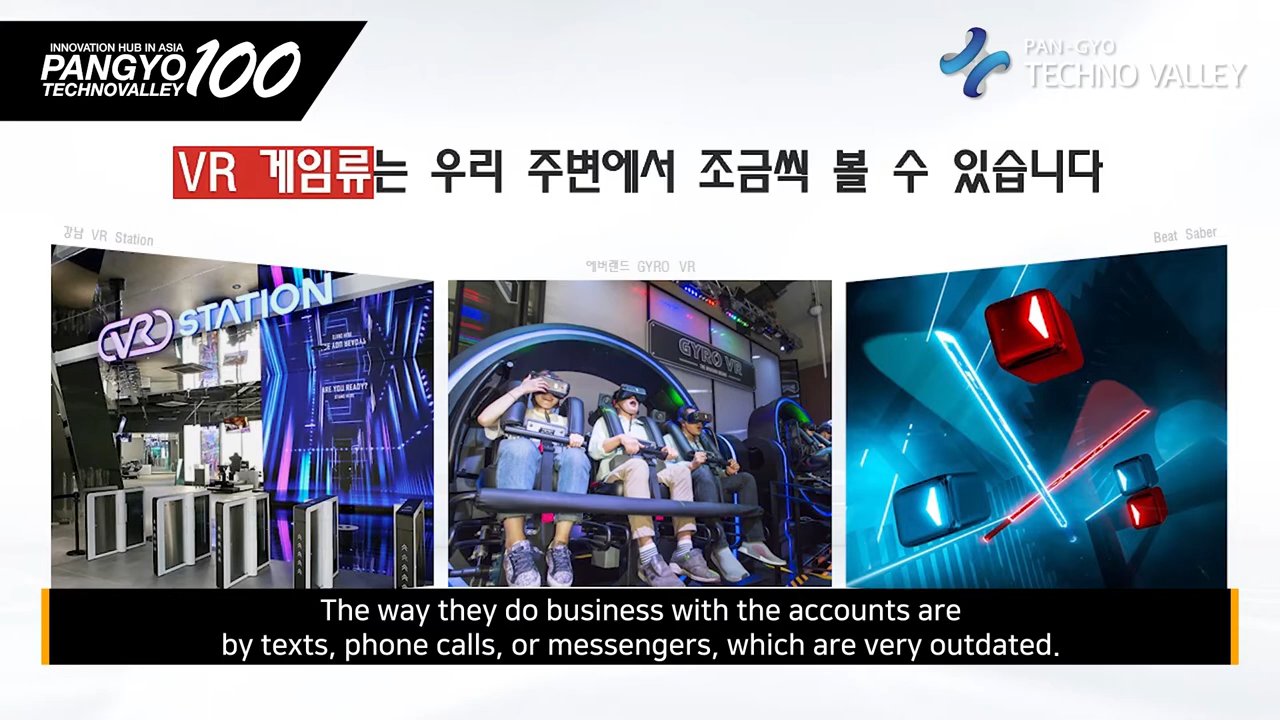 INNOVATION HUB IN ASIA
PANGYO 100
TECHNOVALLEY
PAN-GYO
TECHNO VALLEY
VR 게임류는 우리 주변에서 조금씩 볼 수 있습니다
강남 VR Station
에버랜드 GYRO VR
Beat Saber
VR STATION
ARE YOU READY?
GYRO VR
The way they do business with the accounts are
by texts, phone calls, or messengers, which are very outdated.